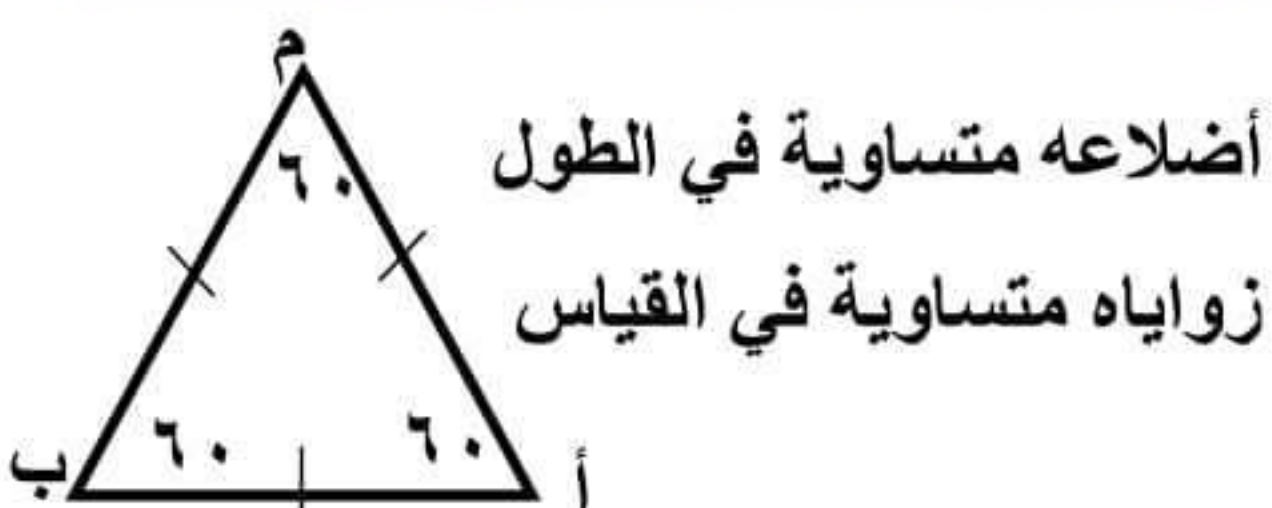 م
٦٠
أضلاعه متساوية في الطول
زواياه متساوية في القياس
٦٠
٦٠
أ
ب